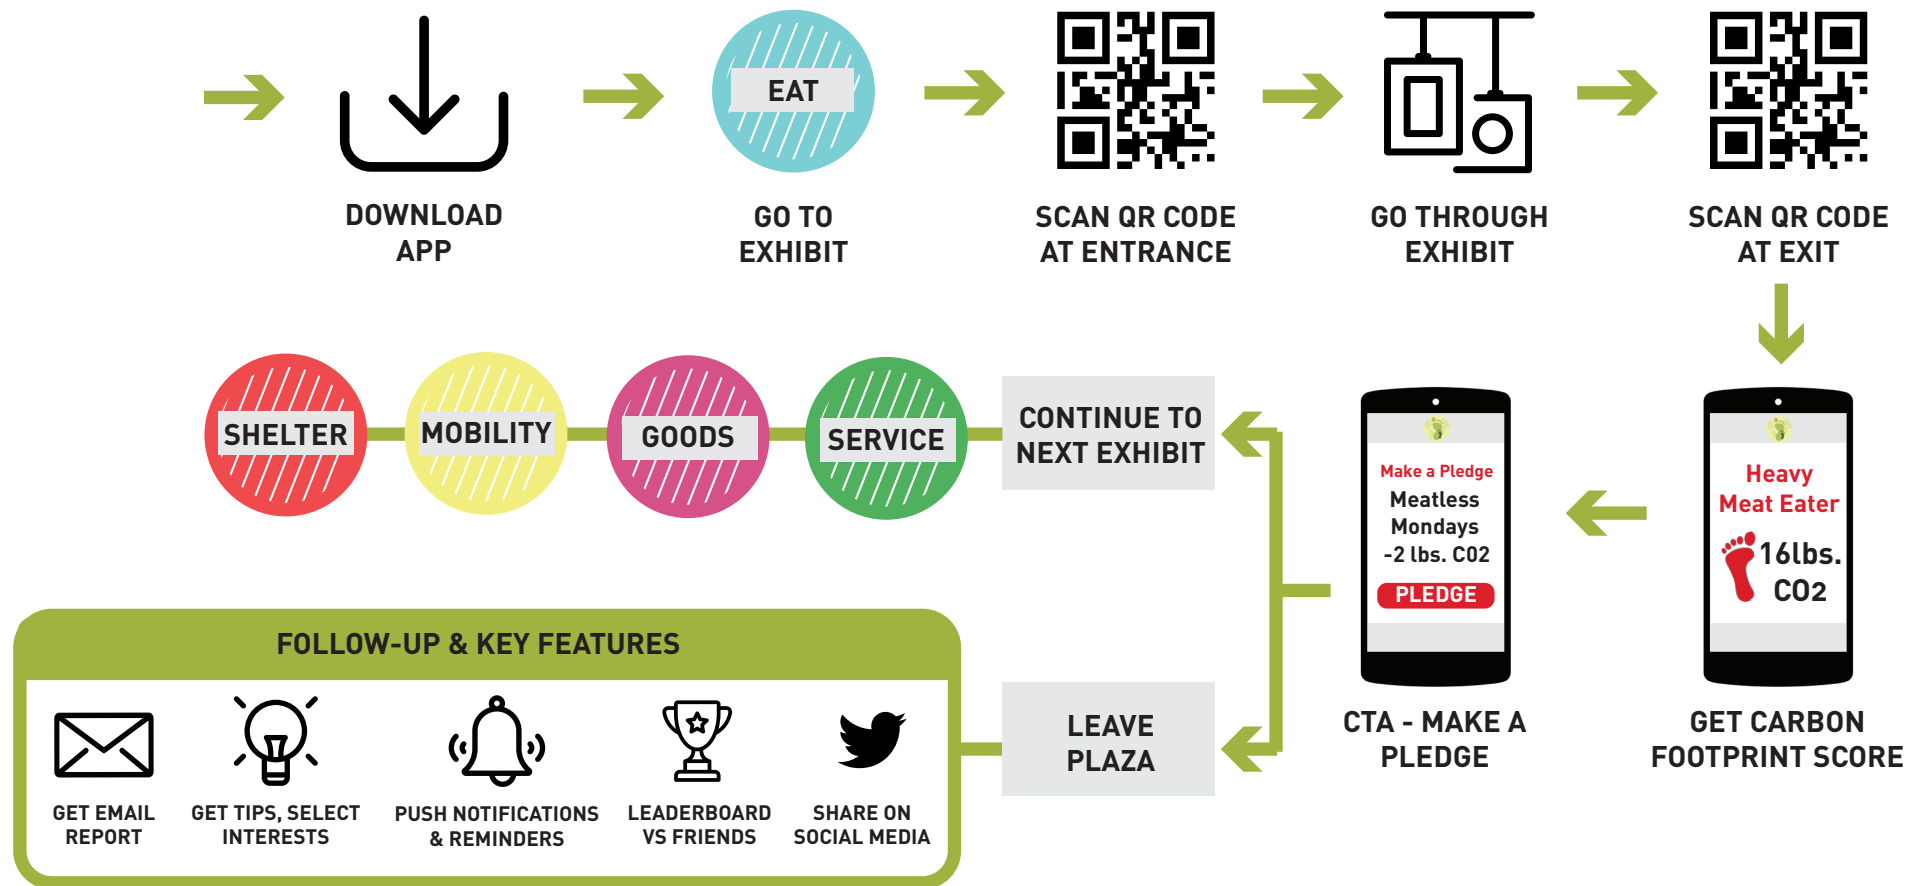 EAT
DOWNLOAD
APP
GO TO
EXHIBIT
SCAN QR CODE
AT ENTRANCE
GO THROUGH
EXHIBIT
SCAN QR CODE
AT EXIT
Heavy
Meat Eater
16lbs.
CO2
GET CARBON
FOOTPRINT SCORE
Make a Pledge
Meatless
Mondays
-2 lbs. CO2
PLEDGE
CTA - MAKE A
PLEDGE
CONTINUE TO
NEXT EXHIBIT
SERVICE
GOODS
MOBILITY
SHELTER
LEAVE
PLAZA
FOLLOW-UP & KEY FEATURES
GET EMAIL
REPORT
GET TIPS, SELECT
INTERESTS
PUSH NOTIFICATIONS
& REMINDERS
LEADERBOARD
VS FRIENDS
SHARE ON
SOCIAL MEDIA